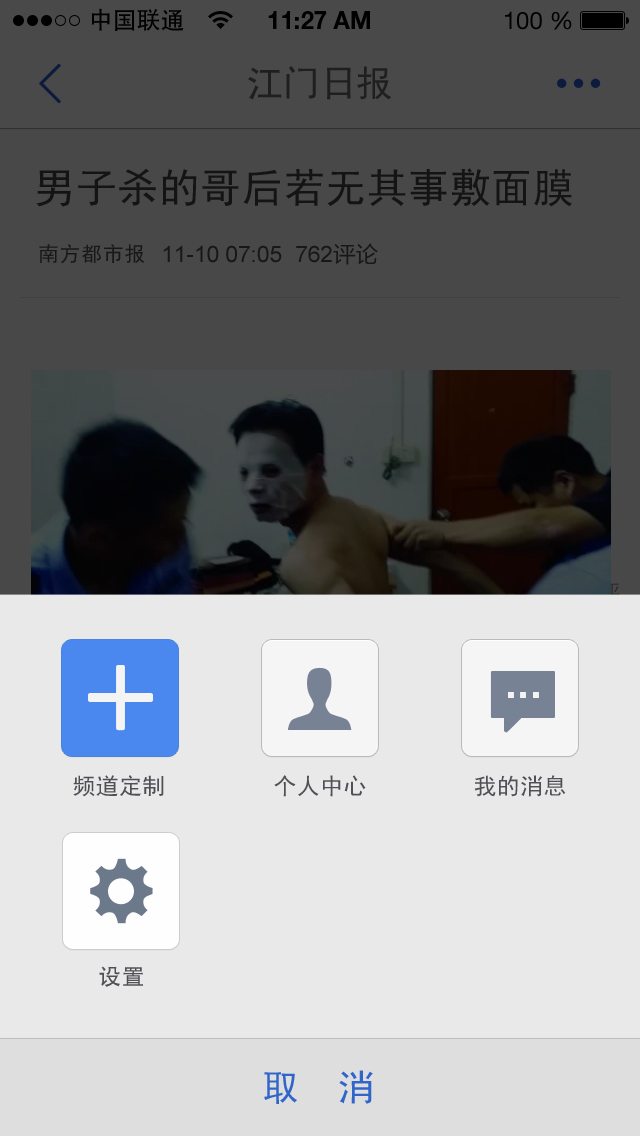 中国联通 11:27 AM 100 %
江门日报
男子杀的哥后若无其事敷面膜
南方都市报 11-10 07:05 762评论
频道定制 个人中心 我的消息
设置
取 消